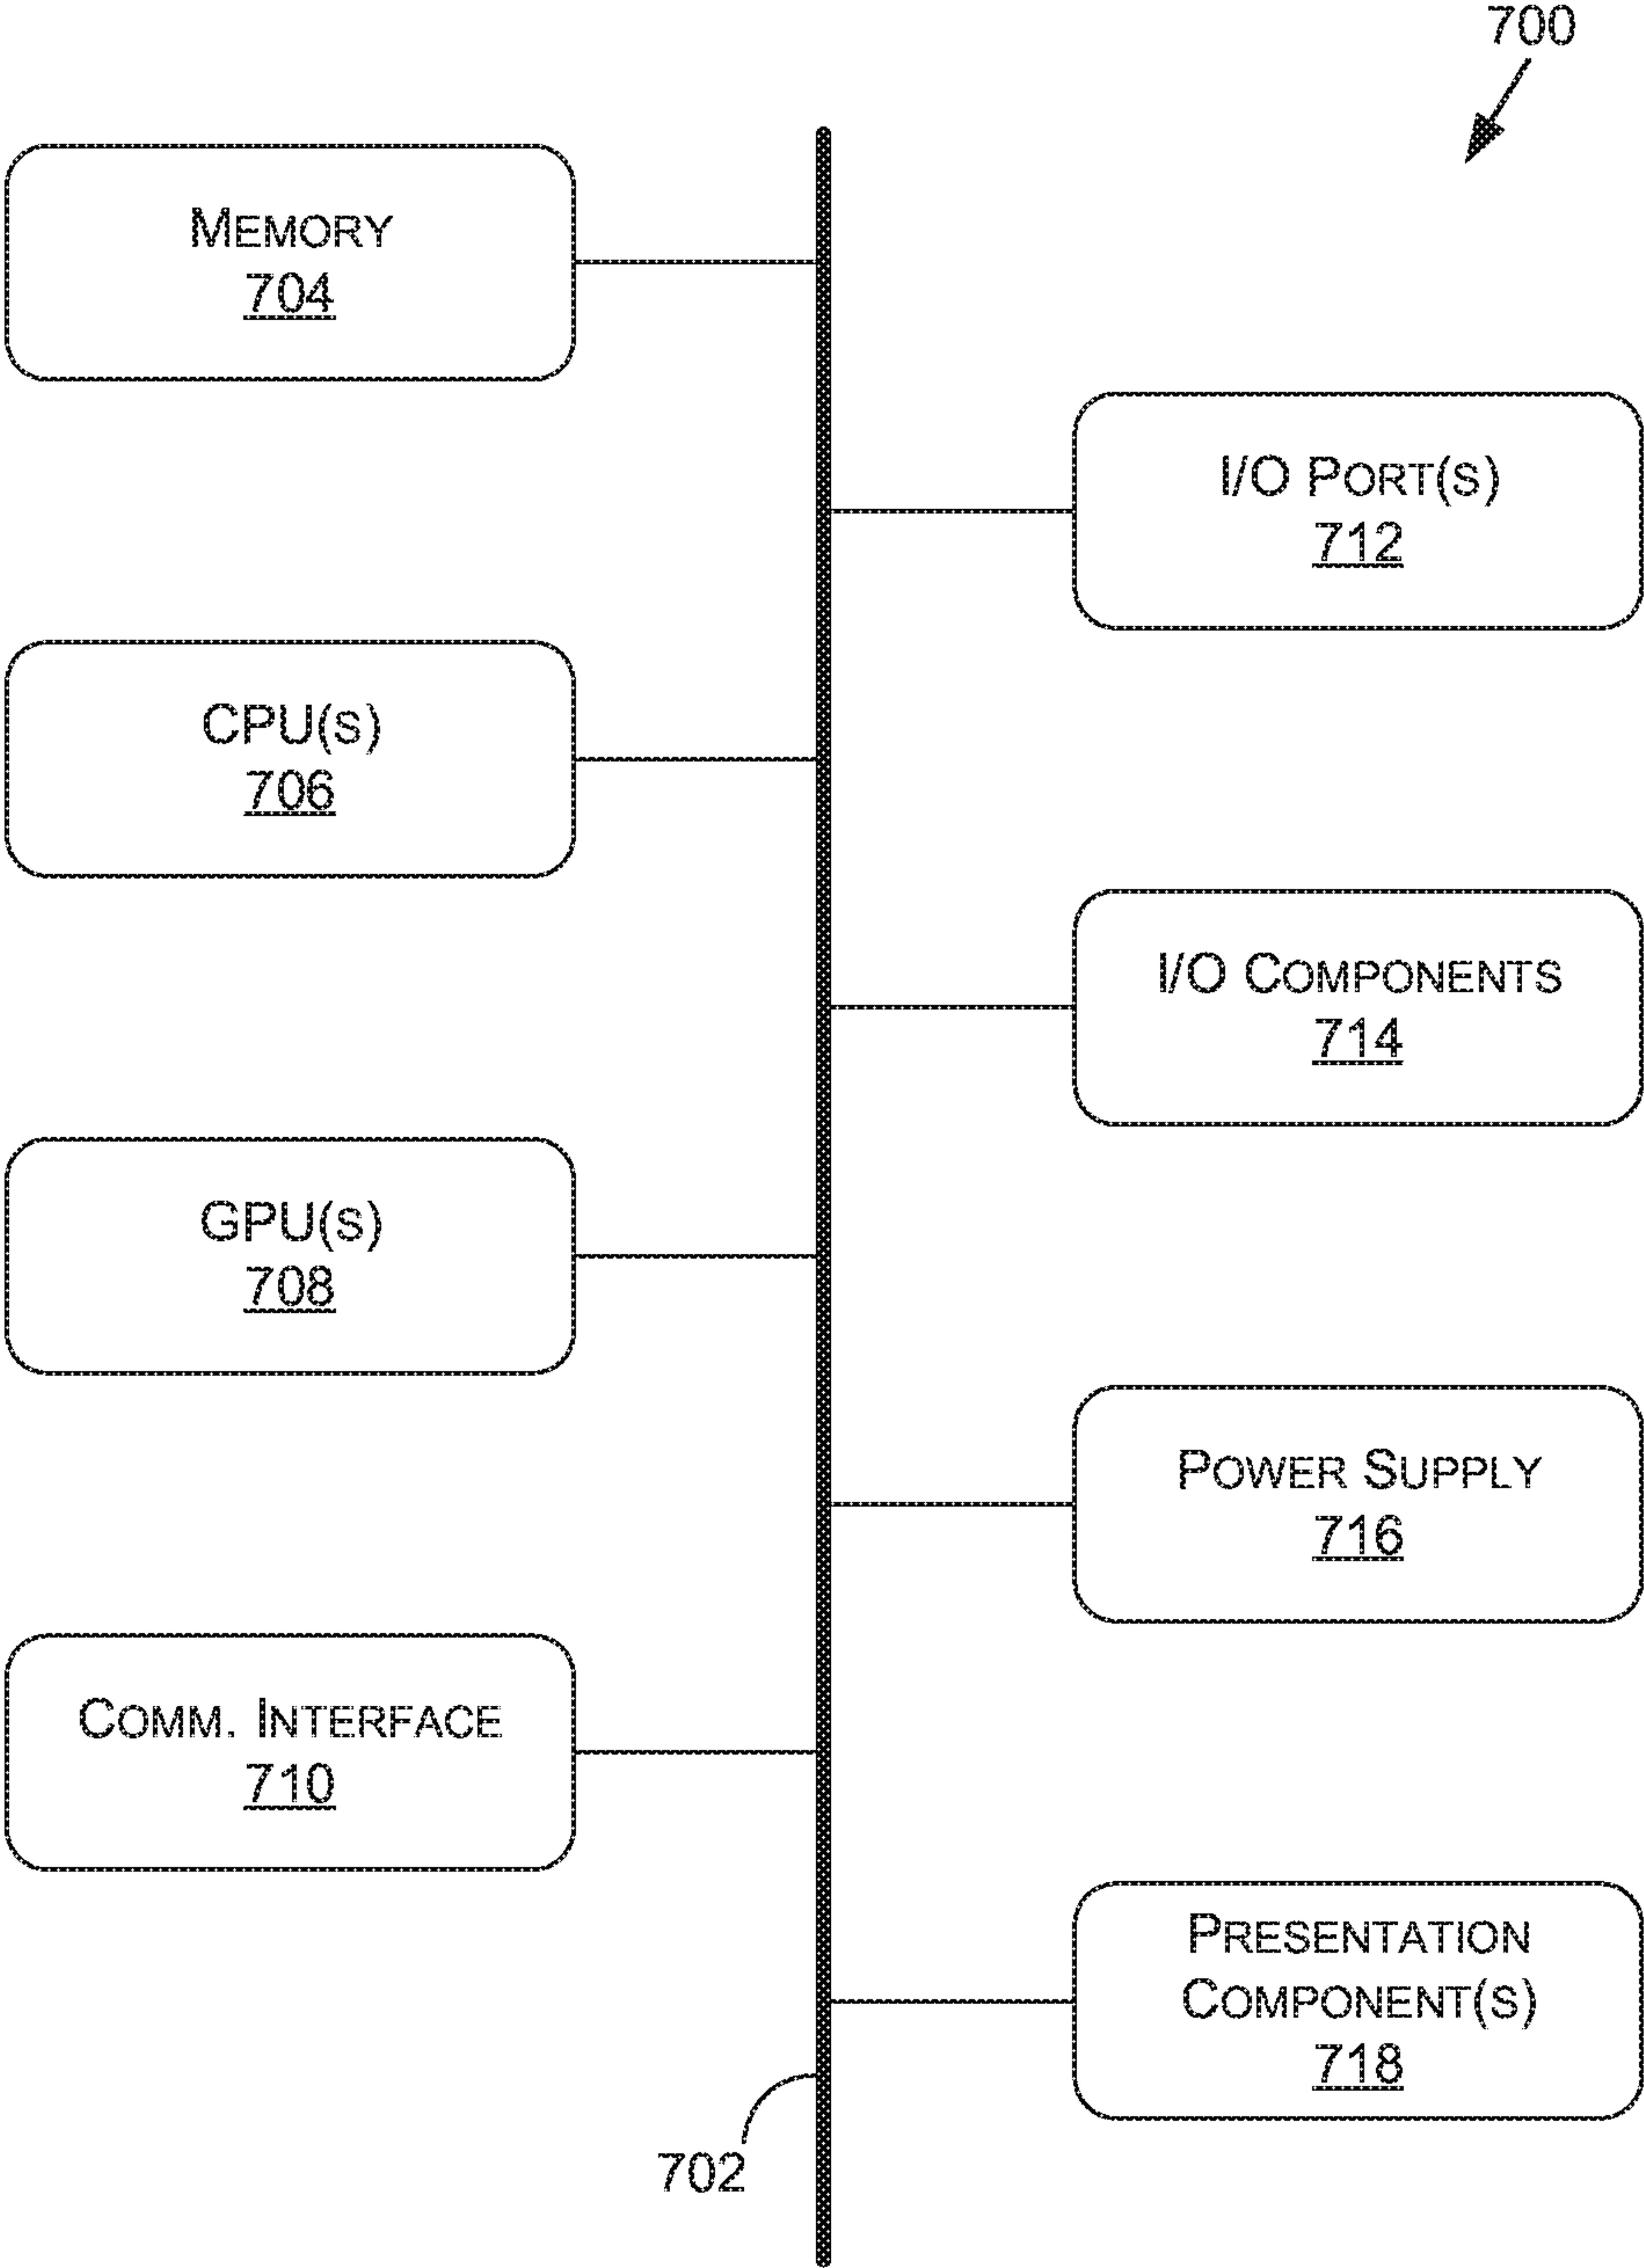 700
MEMORY
704
I/O PORT(S)
712
CPU(S)
706
I/O COMPONENTS
714
GPU(S)
708
POWER SUPPLY
716
COMM. INTERFACE
710
PRESENTATION
COMPONENT(S)
718
702